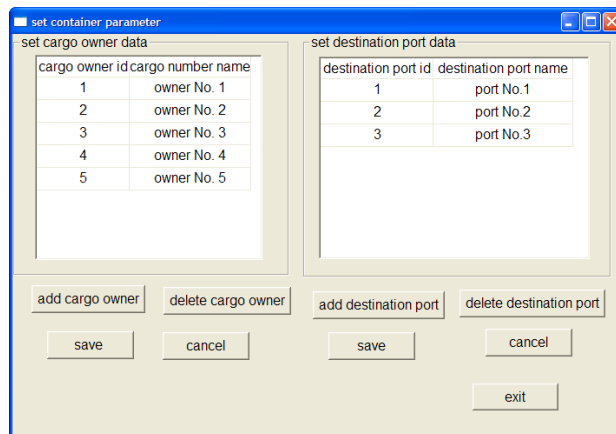 set container parameter
set cargo owner data
cargo owner id cargo number name
1 owner No. 1
2 owner No. 2
3 owner No. 3
4 owner No. 4
5 owner No. 5
add cargo owner delete cargo owner
save cancel
set destination port data
destination port id destination port name
1 port No.1
2 port No.2
3 port No.3
add destination port delete destination port
save cancel
exit